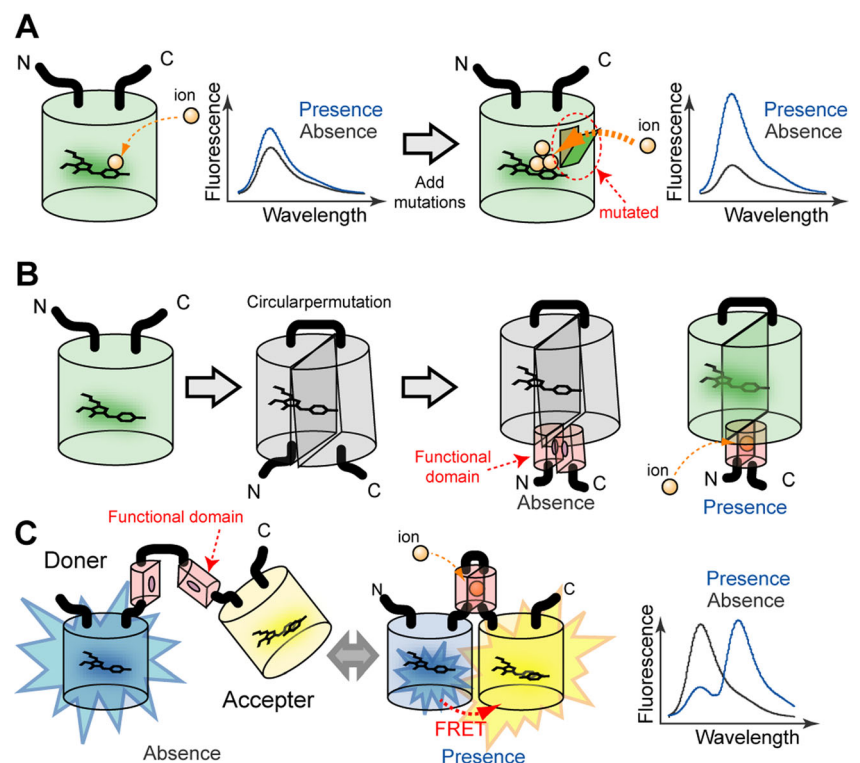 A
N
C
ion
Fluorescence
Presence
Absence
Wavelength
Add
mutations
N
C
ion
mutated
Fluorescence
Presence
Absence
Wavelength
B
N
C
Circularpermutation
N
C
Functional
domain
N
C
Absence
ion
N
C
Presence
C
Functional domain
Doner
C
Accepter
Absence
ion
N
C
FRET
Presence
Fluorescence
Presence
Absence
Wavelength